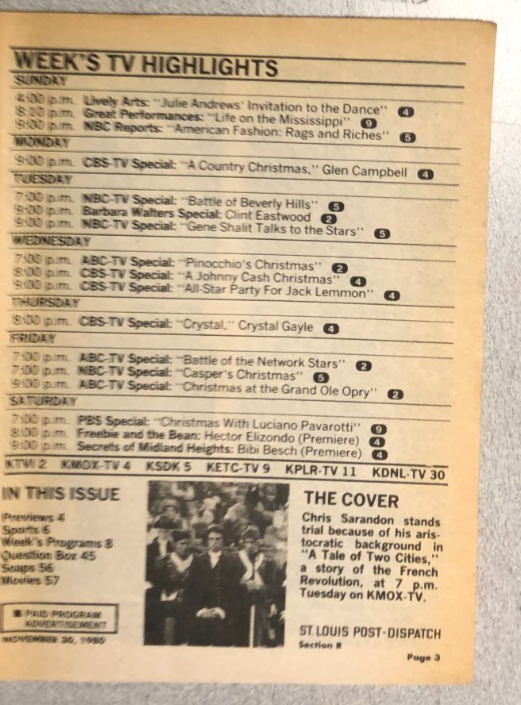 WEEK'S TV HIGHLIGHTS
SUNDAY
4:00 p.m. Lively Arts: "Julie Andrews' Invitation to the Dance" 4
8:00 p.m. Great Performances: "Life on the Mississippi" 9
9:00 p.m. NBC Reports: "American Fashion: Rags and Riches" 5
MONDAY
9:00 p.m. CBS-TV Special: "A Country Christmas," Glen Campbell 4
TUESDAY
7:00 p.m. NBC-TV Special: "Battle of Beverly Hills" 5
9:00 p.m. Barbara Walters Special: Clint Eastwood 2
9:00 p.m. NBC-TV Special: "Gene Shalit Talks to the Stars" 5
WEDNESDAY
7:00 p.m. ABC-TV Special: "Pinocchio's Christmas" 2
8:00 p.m. CBS-TV Special: "A Johnny Cash Christmas" 4
9:00 p.m. CBS-TV Special: "All-Star Party For Jack Lemmon" 4
THURSDAY
8:00 p.m. CBS-TV Special: "Crystal," Crystal Gayle 4
FRIDAY
7:00 p.m. ABC-TV Special: "Battle of the Network Stars" 2
7:00 p.m. NBC-TV Special: "Casper's Christmas" 5
9:00 p.m. ABC-TV Special: "Christmas at the Grand Ole Opry" 2
SATURDAY
7:00 p.m. PBS Special: "Christmas With Luciano Pavarotti" 9
8:00 p.m. Freebie and the Bean: Hector Elizondo (Premiere) 4
9:00 p.m. Secrets of Midland Heights: Bibi Besch (Premiere) 4
KTVI 2 KMOX-TV 4 KSDK 5 KETC-TV 9 KPLR-TV 11 KDNL-TV 30
IN THIS ISSUE
Previews 4
Sports 6
Week's Programs 8
Question Box 45
Soaps 56
Movies 57
PAID PROGRAM
ADVERTISEMENT
NOVEMBER 30, 1980
THE COVER
Chris Sarandon stands
trial because of his aris-
tocratic background in
"A Tale of Two Cities,"
a story of the French
Revolution, at 7 p.m.
Tuesday on KMOX-TV.
ST. LOUIS POST-DISPATCH
Section R
Page 3